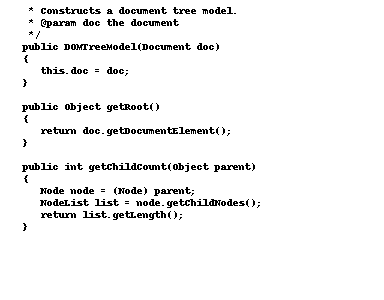 * Constructs a document tree model.
* @param doc the document
*/
public DOMTreeModel(Document doc)
{
this.doc = doc;
}
public Object getRoot()
{
return doc.getDocumentElement();
}
public int getChildCount(Object parent)
{
Node node = (Node) parent;
NodeList list = node.getChildNodes();
return list.getLength();
}